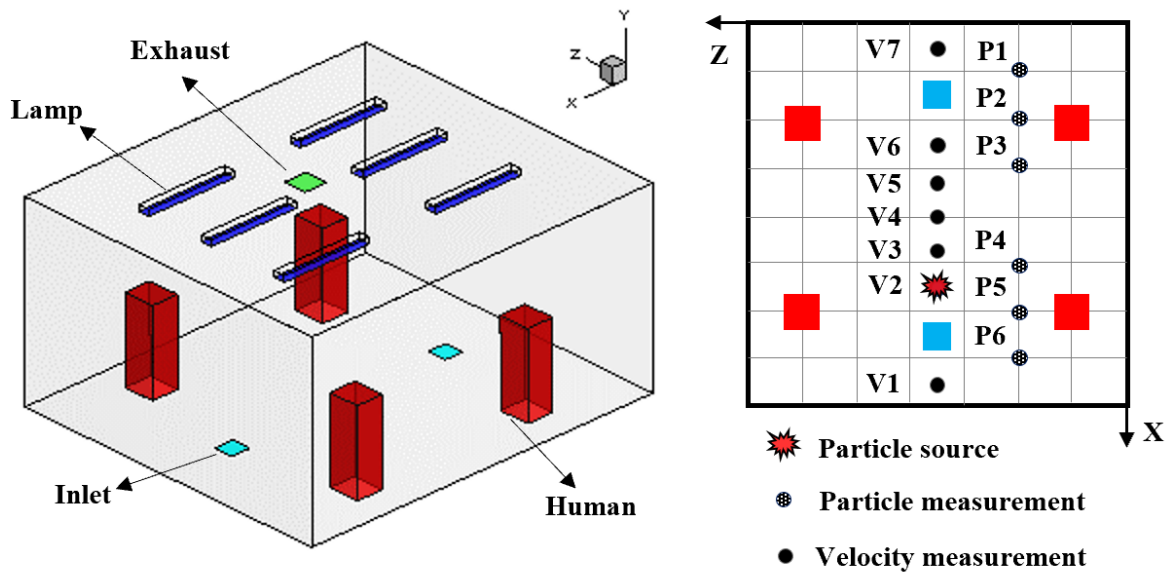 Exhaust
Lamp
Y
Z
X
Inlet
Human
Z
V7
P1
P2
V6
P3
V5
V4
V3
P4
V2
P5
P6
V1
X
Particle source
Particle measurement
Velocity measurement